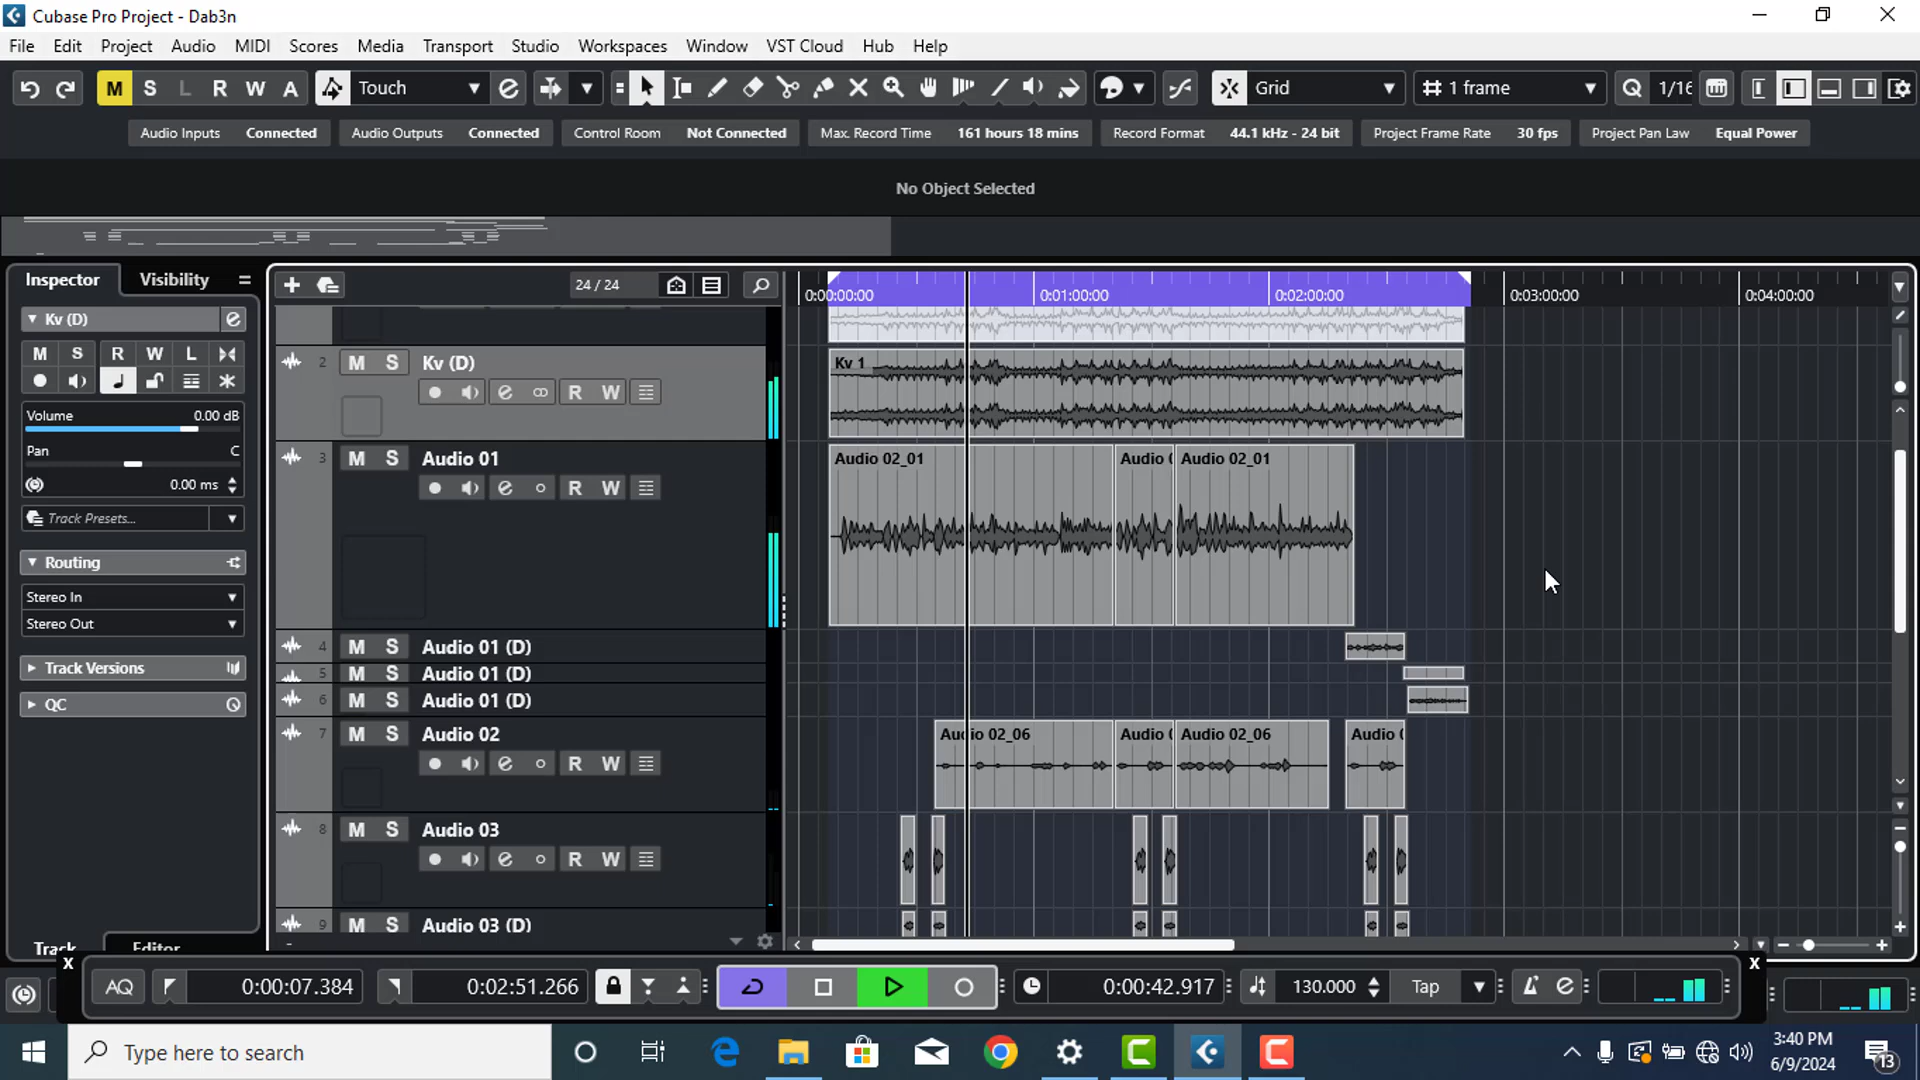 Cubase Pro Project - Dab3n
File Edit Project Audio MIDI Scores Media Transport Studio Workspaces Window VST Cloud Hub Help
M S L R W A Touch Grid 1 frame Q 1/16
Audio Inputs Connected Audio Outputs Connected Control Room Not Connected Max. Record Time 161 hours 18 mins Record Format 44.1 kHz - 24 bit Project Frame Rate 30 fps Project Pan Law Equal Power
No Object Selected
Inspector Visibility
24 / 24
0:00:00:00 0:01:00:00 0:02:00:00 0:03:00:00 0:04:00:00
Kv (D)
M S R W L
Volume 0.00 dB
Pan C
0.00 ms
Track Presets...
Routing
Stereo In
Stereo Out
Track Versions
QC
Track Editor
2 M S Kv (D)
R W
Kv 1
3 M S Audio 01
R W
Audio 02_01 Audio Audio 02_01
4 M S Audio 01 (D)
5 M S Audio 01 (D)
6 M S Audio 01 (D)
7 M S Audio 02
R W
Audio 02_06 Audio Audio 02_06 Audio
8 M S Audio 03
R W
9 M S Audio 03 (D)
x x
AQ 0:00:07.384 0:02:51.266 0:00:42.917 130.000 Tap
Type here to search
3:40 PM
6/9/2024
13